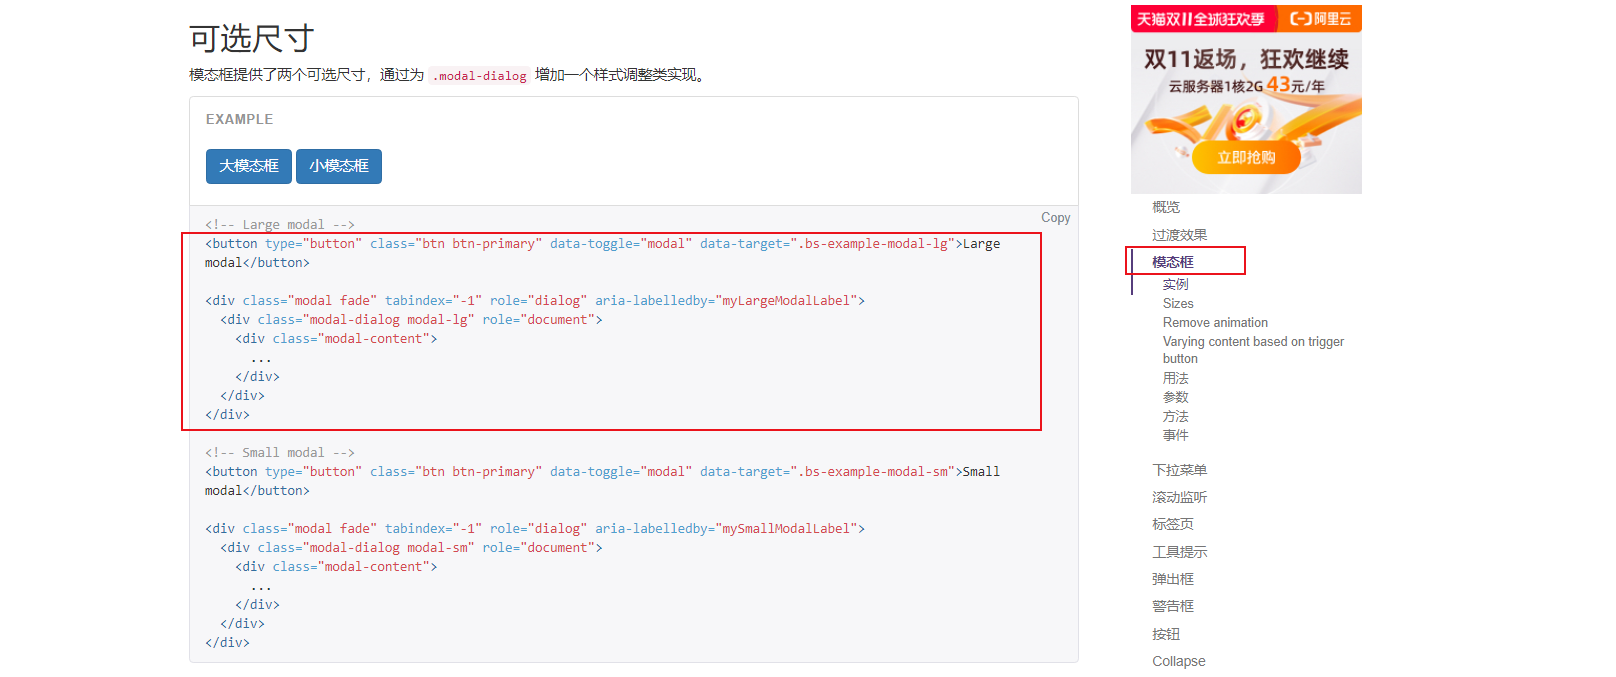 可选尺寸
模态框提供了两个可选尺寸，通过为 .modal-dialog 增加一个样式调整类实现。
EXAMPLE
大模态框 小模态框
Copy
<!-- Large modal -->
<button type="button" class="btn btn-primary" data-toggle="modal" data-target=".bs-example-modal-lg">Large
modal</button>
<div class="modal fade" tabindex="-1" role="dialog" aria-labelledby="myLargeModalLabel">
  <div class="modal-dialog modal-lg" role="document">
    <div class="modal-content">
      ...
    </div>
  </div>
</div>
<!-- Small modal -->
<button type="button" class="btn btn-primary" data-toggle="modal" data-target=".bs-example-modal-sm">Small
modal</button>
<div class="modal fade" tabindex="-1" role="dialog" aria-labelledby="mySmallModalLabel">
  <div class="modal-dialog modal-sm" role="document">
    <div class="modal-content">
      ...
    </div>
  </div>
</div>
天猫双11全球狂欢季 阿里云
双11返场，狂欢继续
云服务器1核2G 43元/年
立即抢购
概览
过渡效果
模态框
实例
Sizes
Remove animation
Varying content based on trigger
button
用法
参数
方法
事件
下拉菜单
滚动监听
标签页
工具提示
弹出框
警告框
按钮
Collapse